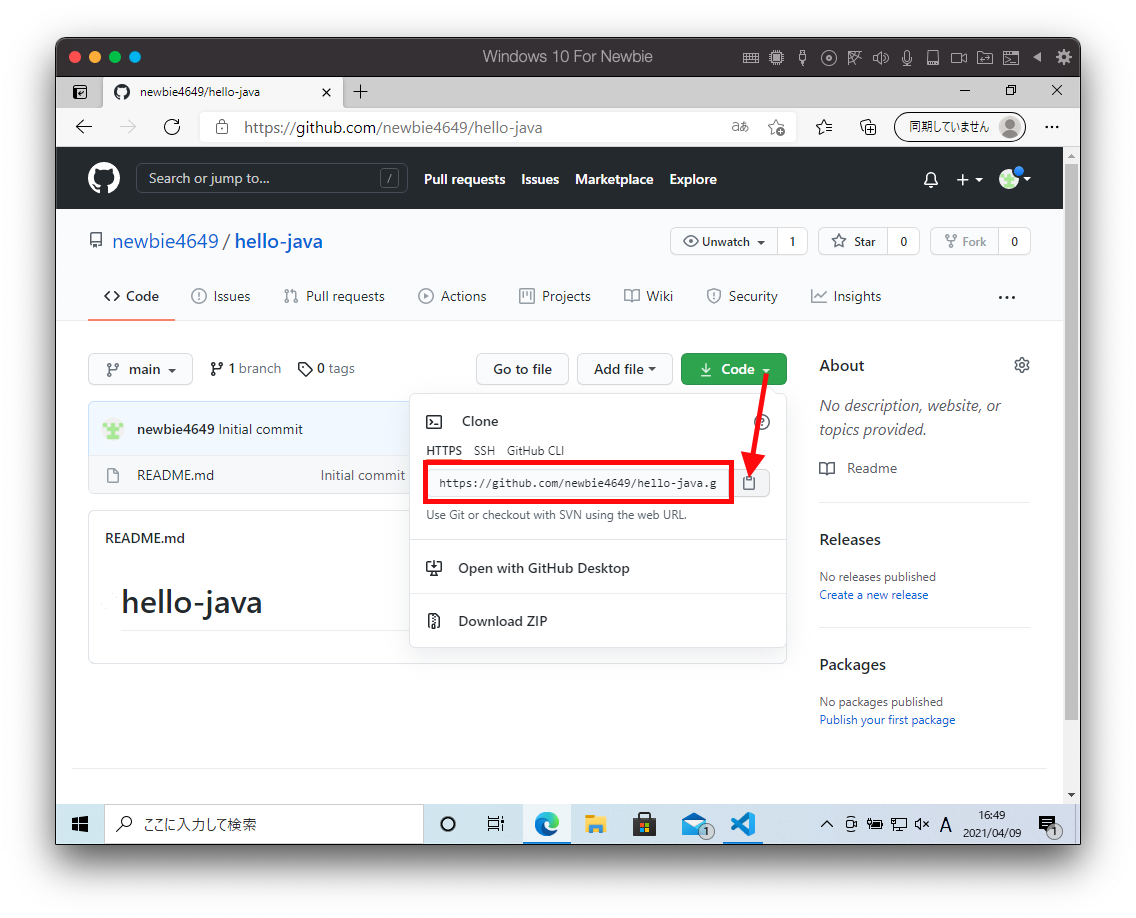 Windows 10 For Newbie
newbie4649/hello-java
https://github.com/newbie4649/hello-java
aあ
同期していません
Search or jump to...
/
Pull requests
Issues
Marketplace
Explore
newbie4649 / hello-java
Unwatch
1
Star
0
Fork
0
Code
Issues
Pull requests
Actions
Projects
Wiki
Security
Insights
main
1 branch
0 tags
Go to file
Add file
Code
About
No description, website, or
topics provided.
Readme
newbie4649 Initial commit
README.md
Initial commit
Clone
HTTPS
SSH
GitHub CLI
https://github.com/newbie4649/hello-java.g
Use Git or checkout with SVN using the web URL.
Open with GitHub Desktop
Download ZIP
README.md
hello-java
Releases
No releases published
Create a new release
Packages
No packages published
Publish your first package
ここに入力して検索
1
A
16:49
2021/04/09
1